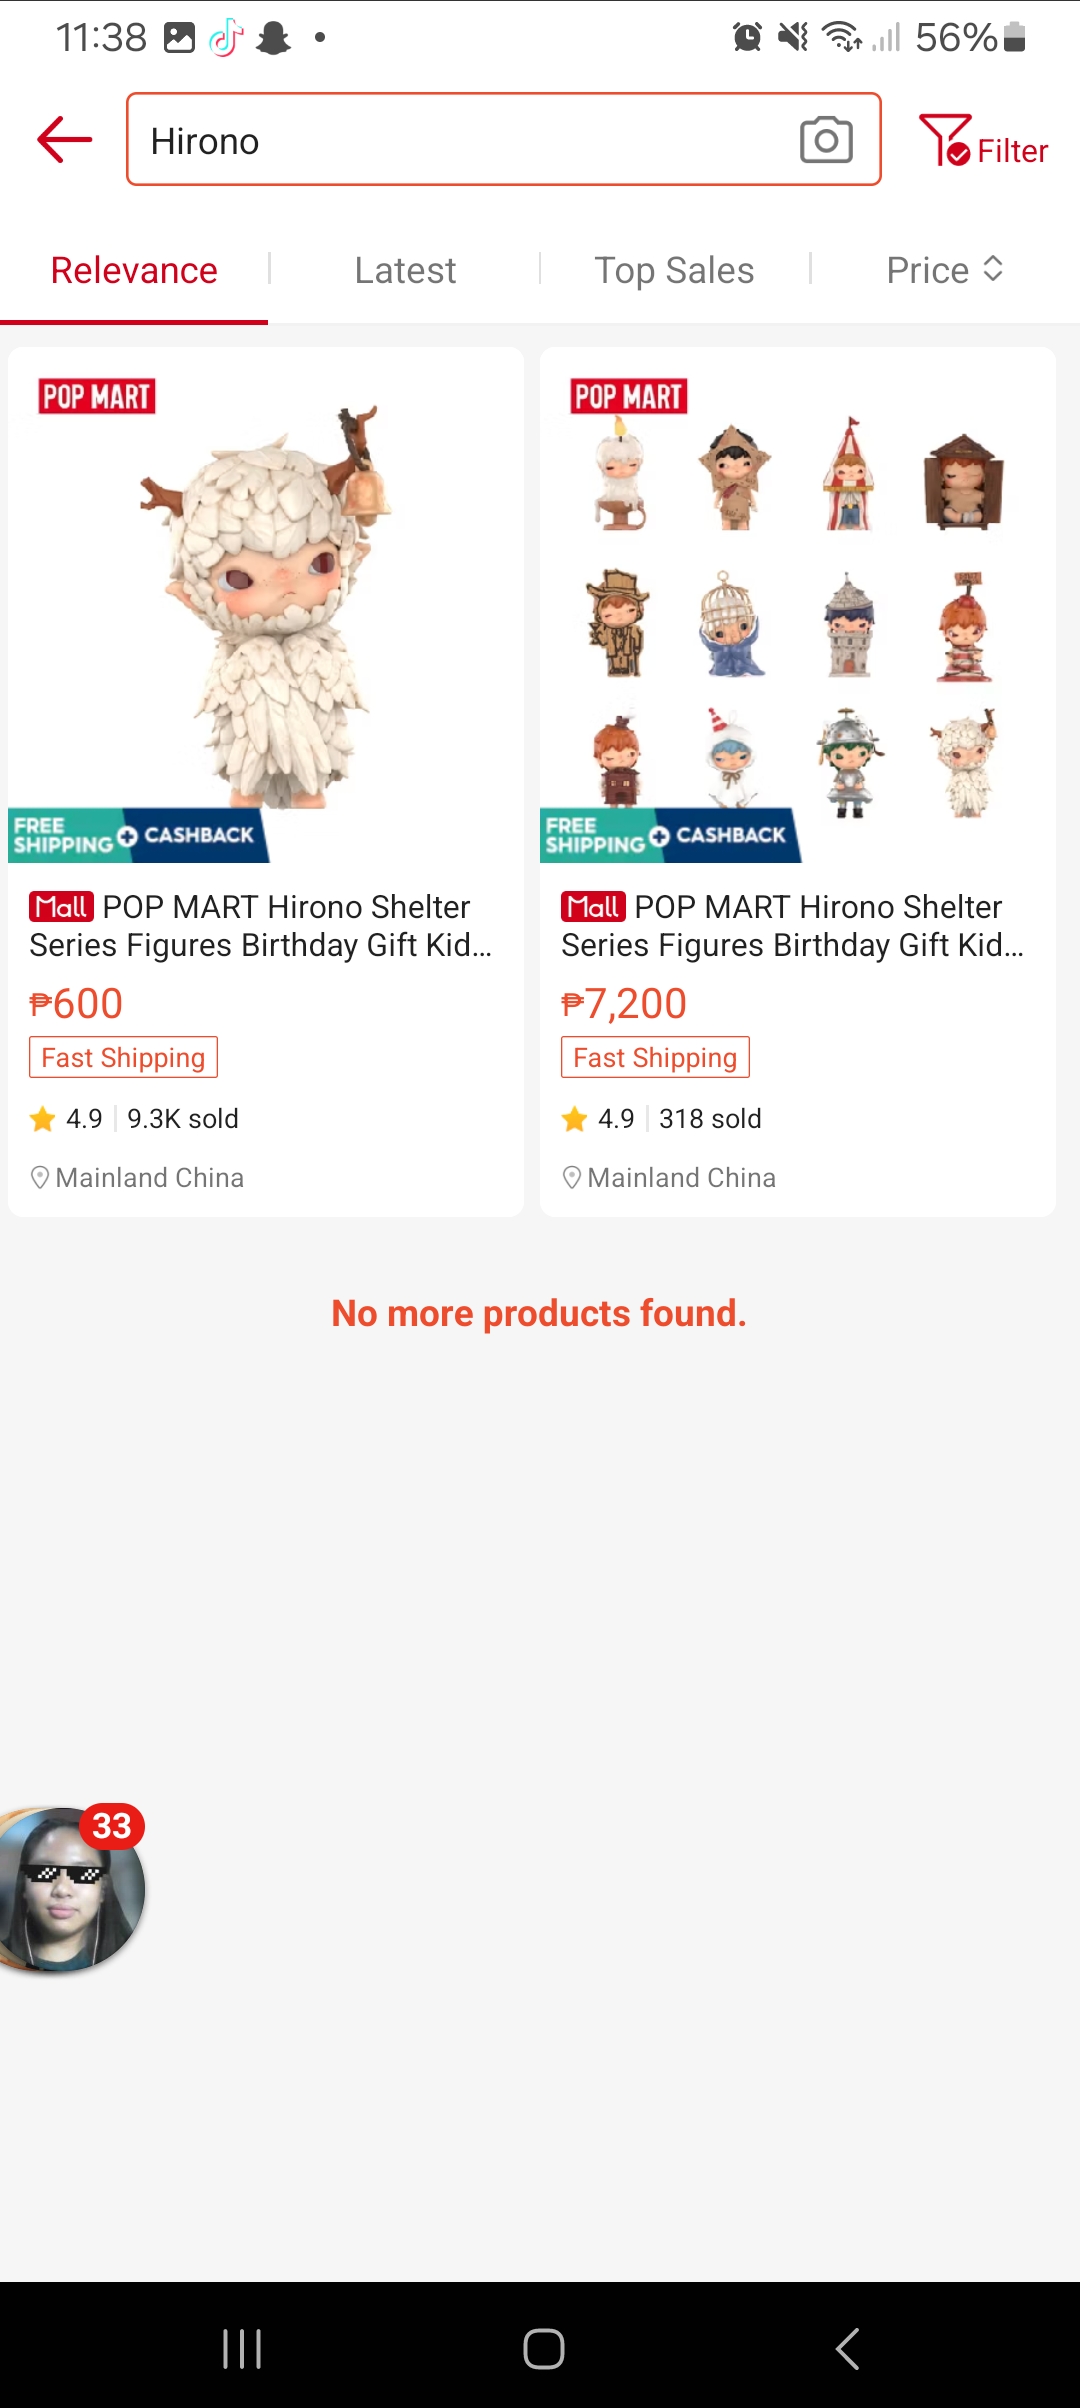 11:38
56%
Hirono
Filter
Relevance
Latest
Top Sales
Price
POP MART
FREE SHIPPING + CASHBACK
Mall POP MART Hirono Shelter
Series Figures Birthday Gift Kid...
₱600
Fast Shipping
4.9
9.3K sold
Mainland China
POP MART
FREE SHIPPING + CASHBACK
Mall POP MART Hirono Shelter
Series Figures Birthday Gift Kid...
₱7,200
Fast Shipping
4.9
318 sold
Mainland China
No more products found.
33